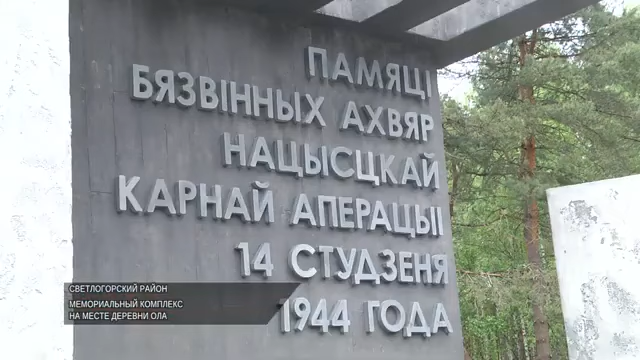 ПАМЯЦІ
БЯЗВІННЫХ АХВЯР
НАЦЫСЦКАЙ
КАРНАЙ АПЕРАЦЫІ
14 СТУДЗЕНЯ
1944 ГОДА
СВЕТЛОГОРСКИЙ РАЙОН
МЕМОРИАЛЬНЫЙ КОМПЛЕКС
НА МЕСТЕ ДЕРЕВНИ ОЛА